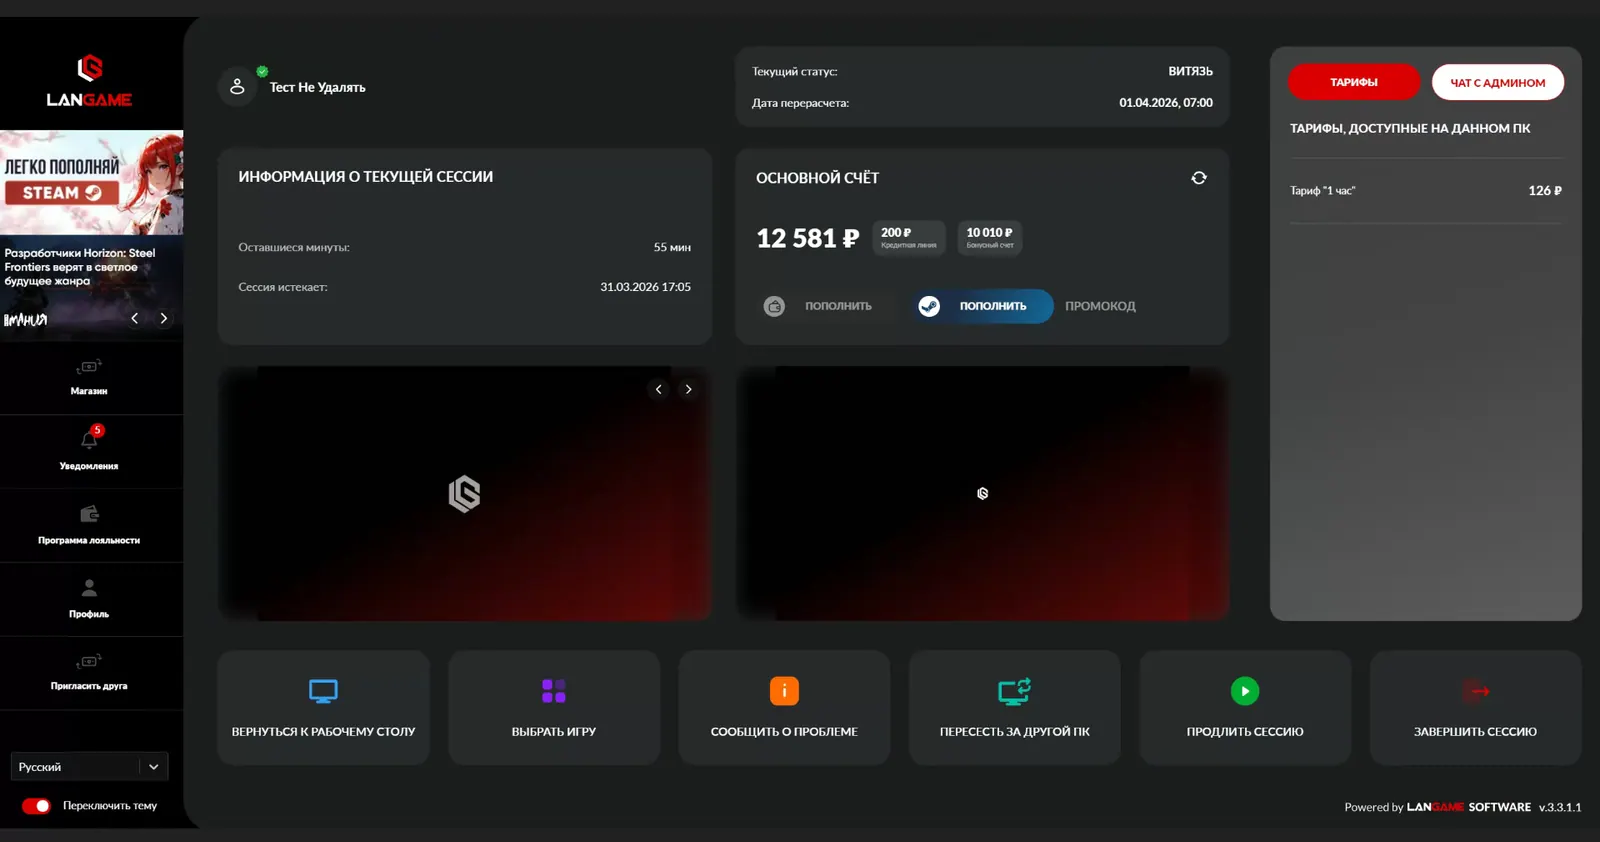 LANGAME
ЛЕГКО ПОПОЛНЯЙ
STEAM
Разработчики Horizon: Steel
Frontiers верят в светлое
будущее жанра
Магазин
5
Уведомления
Программа лояльности
Профиль
Пригласить друга
Русский
Переключить тему
Тест Не Удалять
Текущий статус:
ВИТЯЗЬ
Дата перерасчета:
01.04.2026, 07:00
ИНФОРМАЦИЯ О ТЕКУЩЕЙ СЕССИИ
Оставшиеся минуты:
55 мин
Сессия истекает:
31.03.2026 17:05
ОСНОВНОЙ СЧЁТ
12 581 ₽
200 ₽
Кредитная линия
10 010 ₽
Бонусный счет
ПОПОЛНИТЬ
ПОПОЛНИТЬ
ПРОМОКОД
ТАРИФЫ
ЧАТ С АДМИНОМ
ТАРИФЫ, ДОСТУПНЫЕ НА ДАННОМ ПК
Тариф "1 час"
126 ₽
ВЕРНУТЬСЯ К РАБОЧЕМУ СТОЛУ
ВЫБРАТЬ ИГРУ
СООБЩИТЬ О ПРОБЛЕМЕ
ПЕРЕСЕСТЬ ЗА ДРУГОЙ ПК
ПРОДЛИТЬ СЕССИЮ
ЗАВЕРШИТЬ СЕССИЮ
Powered by LANGAME SOFTWARE v.3.3.1.1